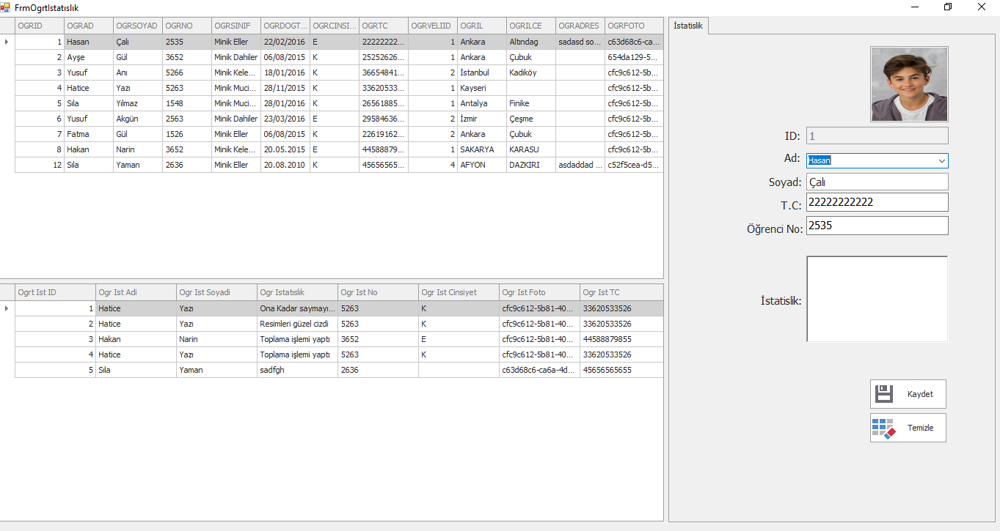 FrmOgrtIstatıslık
OGRID OGRAD OGRSOYAD OGRNO OGRSINIF OGRDOGT... OGRCINSI... OGRTC OGRVELIID OGRIL OGRILCE OGRADRES OGRFOTO
1 Hasan Çalı 2535 Minik Eller 22/02/2016 E 22222222... 1 Ankara Altındag sadasd so... c63d68c6-ca...
2 Ayşe Gül 3652 Minik Dahiler 06/08/2015 K 25252626... 1 Ankara Çubuk 654da129-5...
3 Yusuf Anı 5266 Minik Kele... 18/01/2016 K 36654841... 2 İstanbul Kadıköy cfc9c612-5b...
4 Hatice Yazı 5263 Minik Muci... 28/11/2015 K 33620533... 1 Kayseri cfc9c612-5b...
5 Sıla Yılmaz 1548 Minik Muci... 28/01/2016 K 26561885... 1 Antalya Finike cfc9c612-5b...
6 Yusuf Akgün 2563 Minik Dahiler 23/03/2016 E 29584636... 2 İzmir Çeşme cfc9c612-5b...
7 Fatma Gül 1526 Minik Eller 06/08/2015 K 22619162... 2 Ankara Çubuk cfc9c612-5b...
8 Hakan Narin 3652 Minik Kele... 20.05.2015 E 44588879... 1 SAKARYA KARASU cfc9c612-5b...
12 Sıla Yaman 2636 Minik Eller 20.08.2010 K 45656565... 4 AFYON DAZKIRI asdaddad ... c52f5cea-d5...
Ogrt Ist ID Ogr Ist Adi Ogr Ist Soyadi Ogr Istatıslık Ogr Ist No Ogr Ist Cinsiyet Ogr Ist Foto Ogr Ist TC
1 Hatice Yazı Ona Kadar saymayı... 5263 K cfc9c612-5b81-40... 33620533526
2 Hatice Yazı Resimleri güzel cizdi 5263 K cfc9c612-5b81-40... 33620533526
3 Hakan Narin Toplama işlemi yaptı 3652 E cfc9c612-5b81-40... 44588879855
4 Hatice Yazı Toplama işlemi yaptı 5263 K cfc9c612-5b81-40... 33620533526
5 Sıla Yaman sadfgh 2636 c63d68c6-ca6a-4d... 45656565655
İstatislik
ID: 1
Ad: Hasan
Soyad: Çalı
T.C: 22222222222
Öğrenci No: 2535
İstatislik:
Kaydet
Temizle